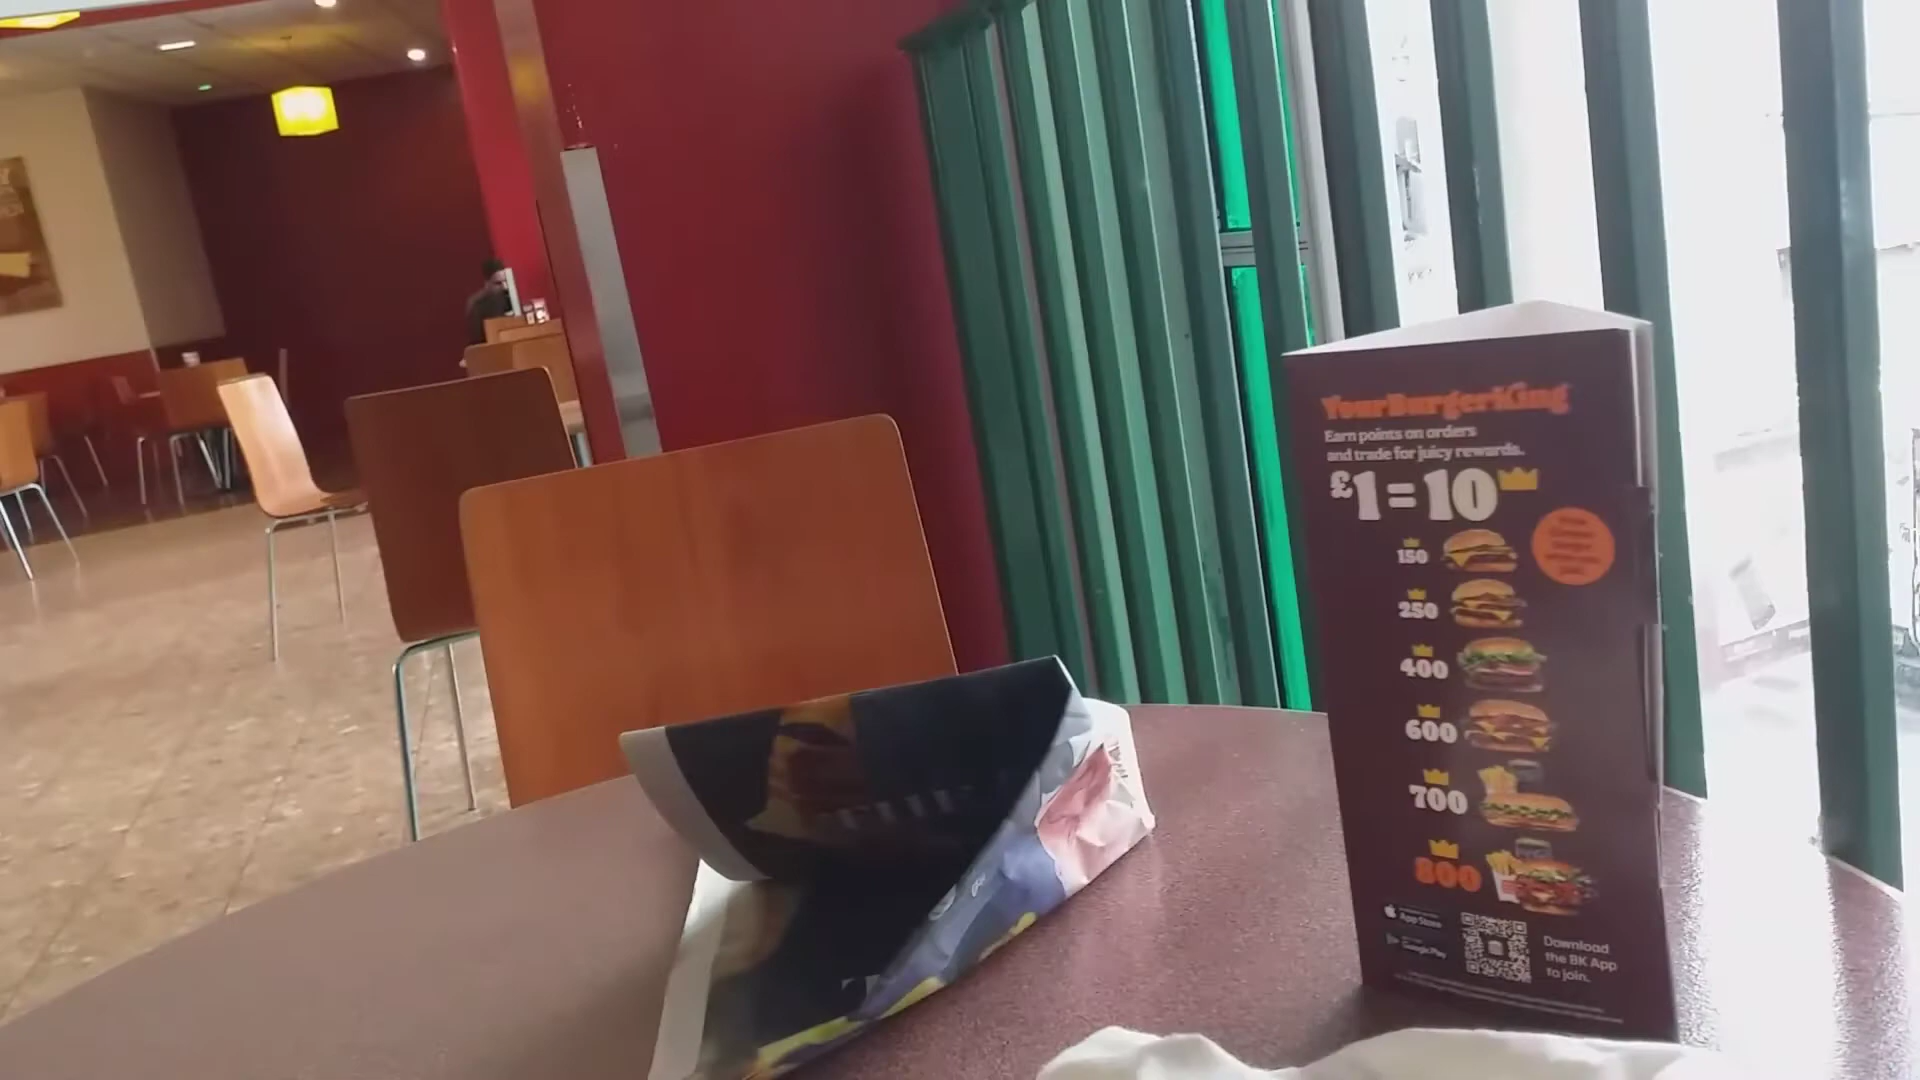 YourBurgerKing
Earn points on orders
and trade for juicy rewards.
£1=10
150
250
400
600
700
800
App Store
Google Play
Download
the BK App
to join.
THE